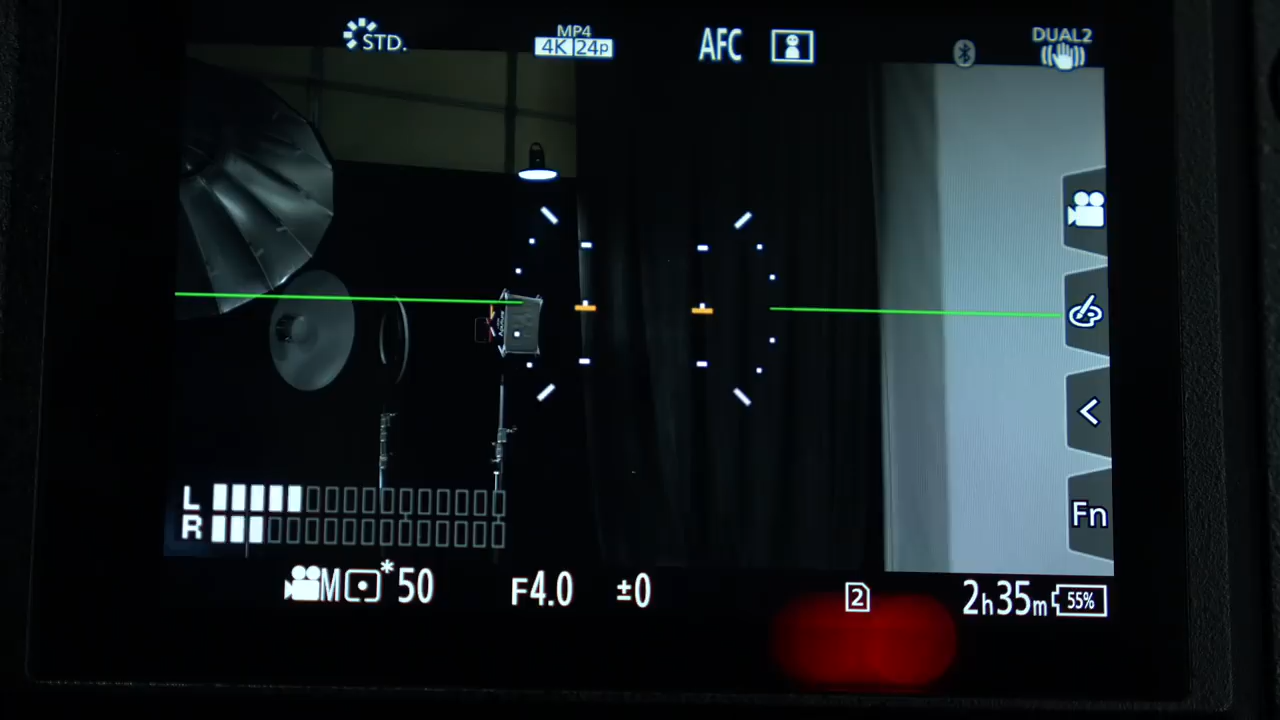 STD.
MP4
4K 24p
AFC
DUAL2
<
Fn
L
R
M * 50 F4.0 ±0 2 2h35m 55%